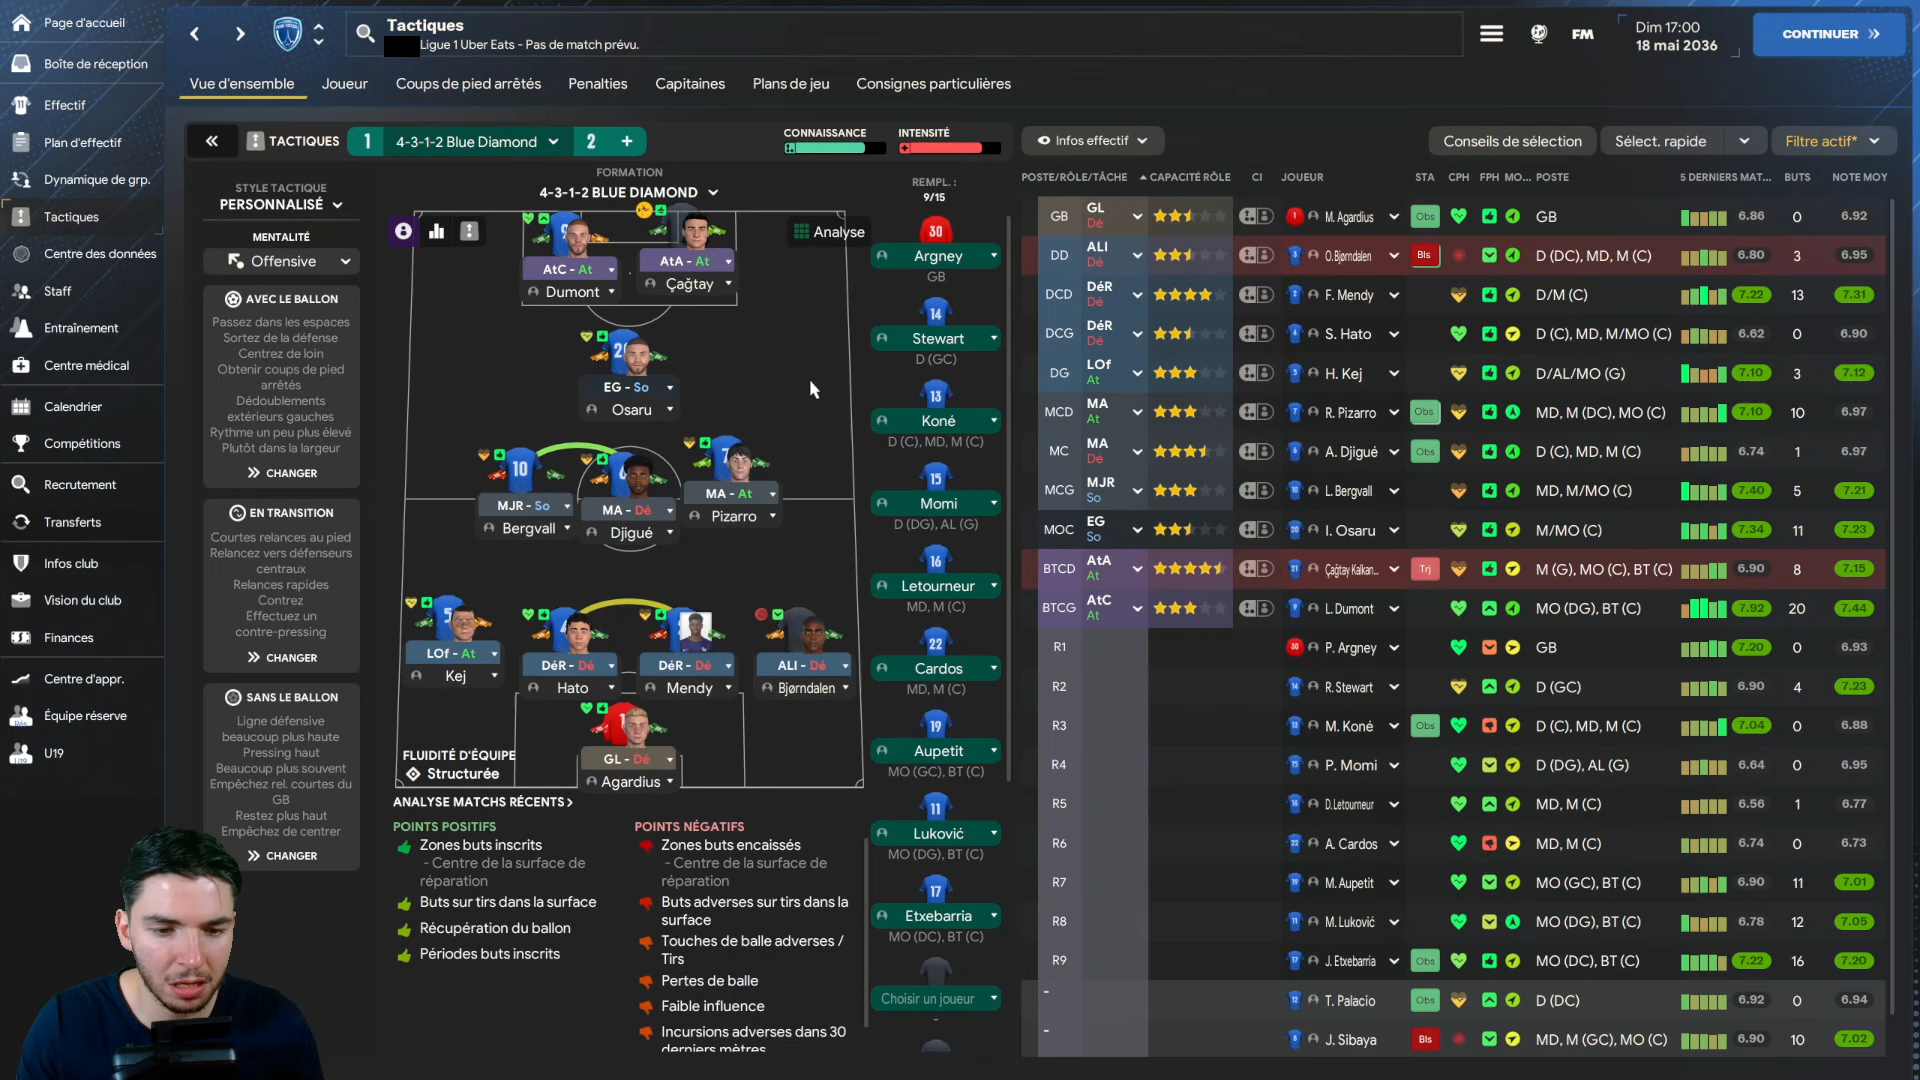 Page d'accueil
Boîte de réception
Effectif
Plan d'effectif
Dynamique de grp.
Tactiques
Centre des données
Staff
Entraînement
Centre médical
Calendrier
Compétitions
Recrutement
Transferts
Infos club
Vision du club
Finances
Centre d'appr.
Équipe réserve
U19
Tactiques
Ligue 1 Uber Eats - Pas de match prévu.
FM
Dim 17:00
18 mai 2036
CONTINUER
Vue d'ensemble Joueur Coups de pied arrêtés Penalties Capitaines Plans de jeu Consignes particulières
TACTIQUES 1 4-3-1-2 Blue Diamond 2 +
CONNAISSANCE INTENSITÉ
STYLE TACTIQUE
PERSONNALISÉ
MENTALITÉ
Offensive
AVEC LE BALLON
Passez dans les espaces
Sortez de la défense
Centrez de loin
Obtenir coups de pied
arrêtés
Dédoublements
extérieurs gauches
Rythme un peu plus élevé
Plutôt dans la largeur
CHANGER
EN TRANSITION
Courtes relances au pied
Relancez vers défenseurs
centraux
Relances rapides
Contrez
Effectuez un
contre-pressing
CHANGER
SANS LE BALLON
Ligne défensive
beaucoup plus haute
Pressing haut
Beaucoup plus souvent
Empêchez rel. courtes du
GB
Restez plus haut
Empêchez de centrer
CHANGER
FORMATION
4-3-1-2 BLUE DIAMOND
Analyse
9
AtC - At
Dumont
AtA - At
Çağtay
20
EG - So
Osaru
10
MJR - So
Bergvall
6
MA - Dé
Djigué
7
MA - At
Pizarro
5
LOf - At
Kej
4
DéR - Dé
Hato
DéR - Dé
Mendy
ALI - Dé
Bjørndalen
1
GL - Dé
Agardius
FLUIDITÉ D'ÉQUIPE
Structurée
ANALYSE MATCHS RÉCENTS
POINTS POSITIFS
Zones buts inscrits
- Centre de la surface de
réparation
Buts sur tirs dans la surface
Récupération du ballon
Périodes buts inscrits
POINTS NÉGATIFS
Zones buts encaissés
- Centre de la surface de
réparation
Buts adverses sur tirs dans la
surface
Touches de balle adverses /
Tirs
Pertes de balle
Faible influence
Incursions adverses dans 30
derniers mètres
REMPL. :
9/15
30
Argney
GB
14
Stewart
D (GC)
13
Koné
D (C), MD, M (C)
15
Momi
D (DG), AL (G)
16
Letourneur
MD, M (C)
22
Cardos
MD, M (C)
19
Aupetit
MO (GC), BT (C)
11
Luković
MO (DG), BT (C)
17
Etxebarria
MO (DC), BT (C)
Choisir un joueur
-
Infos effectif Conseils de sélection Sélect. rapide Filtre actif*
POSTE/RÔLE/TÂCHE CAPACITÉ RÔLE CI JOUEUR STA CPH FPH MO... POSTE 5 DERNIERS MAT... BUTS NOTE MOY
GB GL Dé 1 M. Agardius Obs GB 6.86 0 6.92
DD ALI Dé O. Bjørndalen Bls D (DC), MD, M (C) 6.80 3 6.95
DCD DéR Dé F. Mendy D/M (C) 7.22 13 7.31
DCG DéR Dé S. Hato D (C), MD, M/MO (C) 6.62 0 6.90
DG LOf At H. Kej D/AL/MO (G) 7.10 3 7.12
MCD MA At R. Pizarro Obs MD, M (DC), MO (C) 7.10 10 6.97
MC MA Dé A. Djigué Obs D (C), MD, M (C) 6.74 1 6.97
MCG MJR So L. Bergvall MD, M/MO (C) 7.40 5 7.21
MOC EG So I. Osaru M/MO (C) 7.34 11 7.23
BTCD AtA At Çağtay Kalkan... Trj M (G), MO (C), BT (C) 6.90 8 7.15
BTCG AtC At L. Dumont MO (DG), BT (C) 7.92 20 7.44
R1 30 P. Argney GB 7.20 0 6.93
R2 R. Stewart D (GC) 6.90 4 7.23
R3 M. Koné Obs D (C), MD, M (C) 7.04 0 6.88
R4 P. Momi D (DG), AL (G) 6.64 0 6.95
R5 D. Letourneur MD, M (C) 6.56 1 6.77
R6 A. Cardos MD, M (C) 6.74 0 6.73
R7 M. Aupetit MO (GC), BT (C) 6.90 11 7.01
R8 M. Luković MO (DG), BT (C) 6.78 12 7.05
R9 J. Etxebarria Obs MO (DC), BT (C) 7.22 16 7.20
- T. Palacio Obs D (DC) 6.92 0 6.94
- J. Sibaya Bls MD, M (GC), MO (C) 6.90 10 7.02